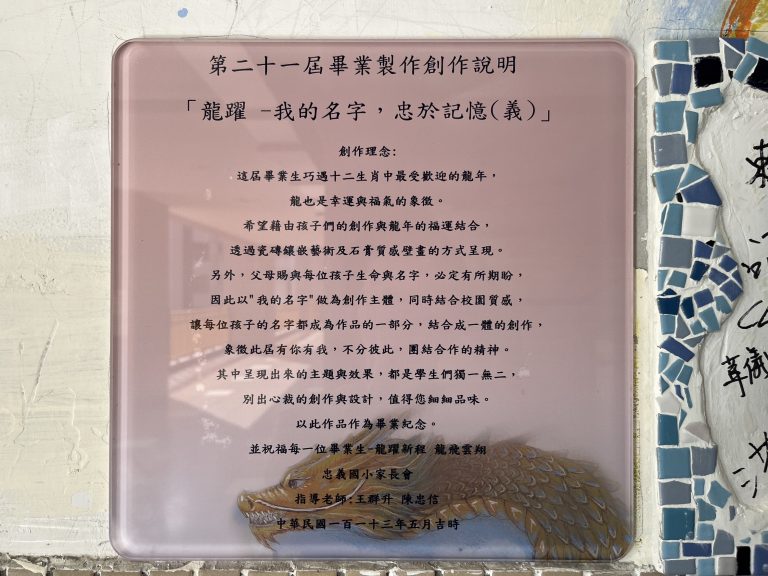 第二十一屆畢業製作創作說明
「龍躍 -我的名字，忠於記憶(義)」
創作理念:
這屆畢業生巧遇十二生肖中最受歡迎的龍年，
龍也是幸運與福氣的象徵。
希望藉由孩子們的創作與龍年的福運結合，
透過瓷磚鑲嵌藝術及石膏質感壁畫的方式呈現。
另外，父母賜與每位孩子生命與名字，必定有所期盼，
因此以"我的名字"做為創作主體，同時結合校園質感，
讓每位孩子的名字都成為作品的一部分，結合成一體的創作，
象徵此屆有你有我，不分彼此，團結合作的精神。
其中呈現出來的主題與效果，都是學生們獨一無二，
別出心裁的創作與設計，值得您細細品味。
以此作品作為畢業紀念。
並祝福每一位畢業生-龍躍新程 龍飛雲翔
忠義國小家長會
指導老師:王群升 陳忠信
中華民國一百一十三年五月吉時